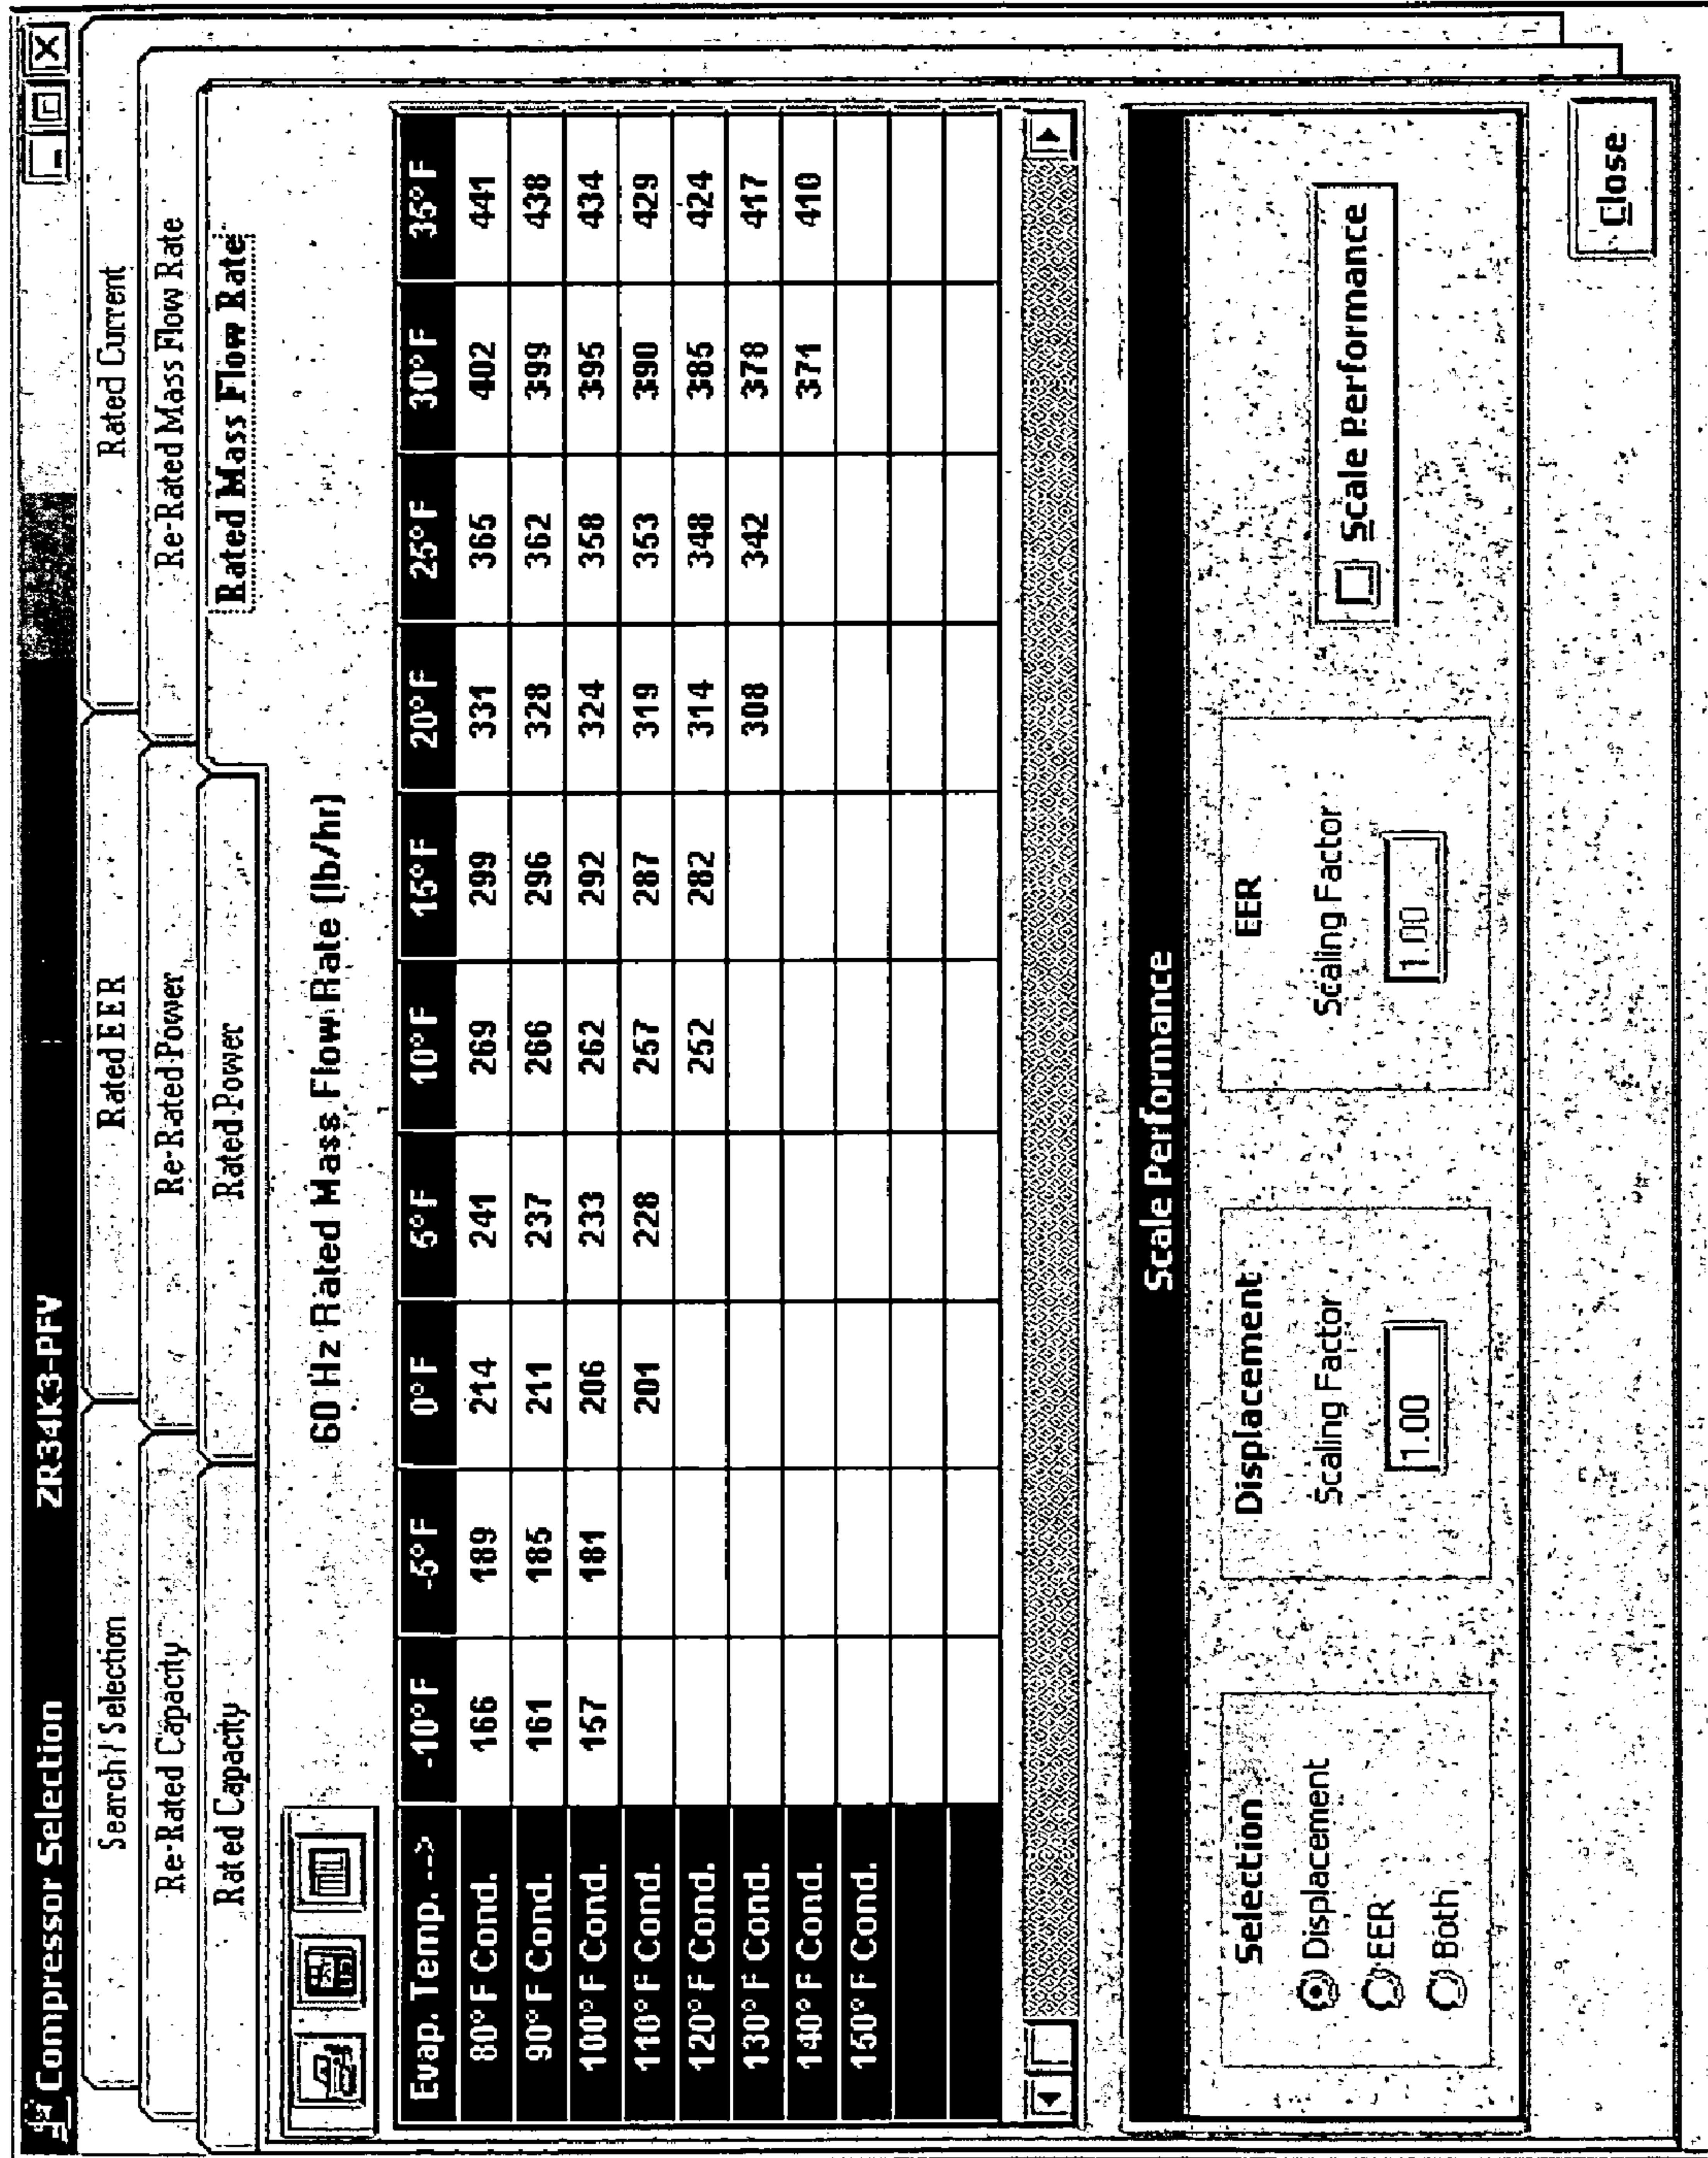 Compressor Selection ZR34K3-PFV
Search / Selection Rated EER Rated Current
Re-Rated Capacity Re-Rated Power Re-Rated Mass Flow Rate
Rated Capacity Rated Power Rated Mass Flow Rate
60 Hz Rated Mass Flow Rate (lb/hr)
Evap. Temp. --> -10° F -5° F 0° F 5° F 10° F 15° F 20° F 25° F 30° F 35° F
80° F Cond. 166 189 214 241 269 299 331 365 402 441
90° F Cond. 161 185 211 237 266 296 328 362 399 438
100° F Cond. 157 181 206 233 262 292 324 358 395 434
110° F Cond. 201 228 257 287 319 353 390 429
120° F Cond. 252 282 314 348 385 424
130° F Cond. 308 342 378 417
140° F Cond. 371 410
150° F Cond.
Scale Performance
Selection Displacement EER
Displacement Scaling Factor Scaling Factor Scale Performance
EER
Both 1.00 1.00
Close